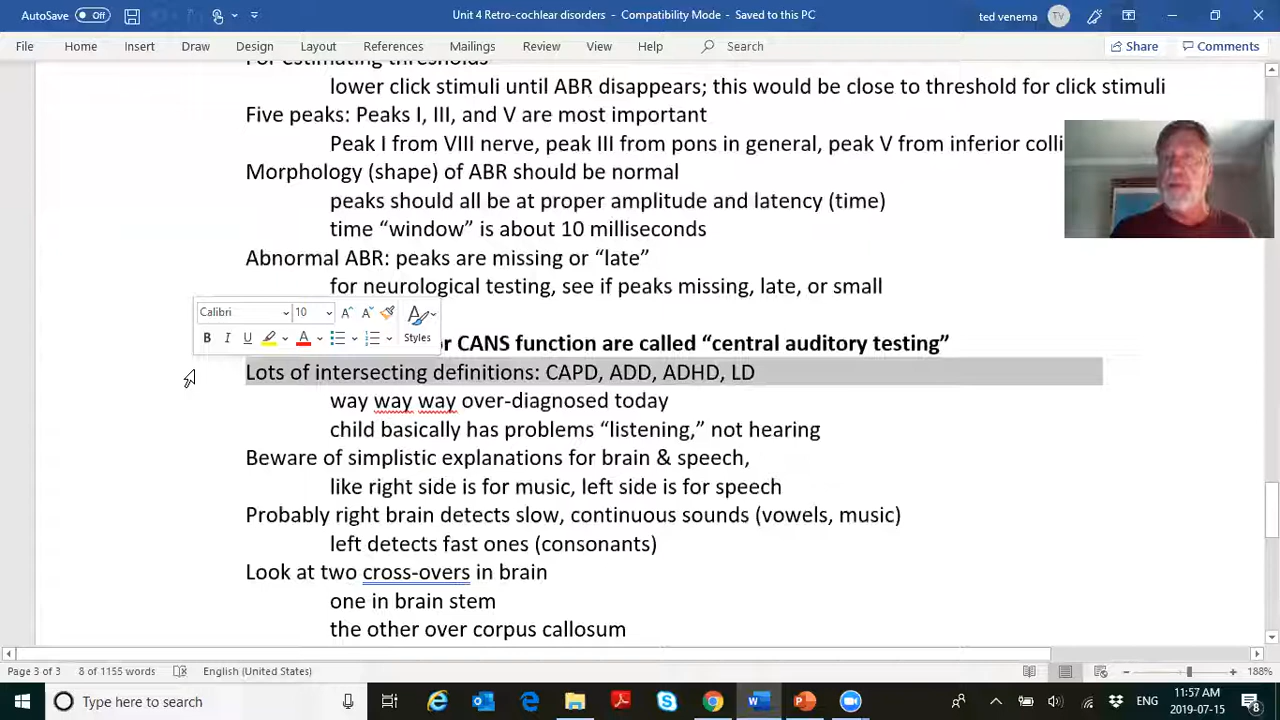 AutoSave Off
Unit 4 Retro-cochlear disorders - Compatibility Mode - Saved to this PC
ted venema TV
File Home Insert Draw Design Layout References Mailings Review View Help Search Share Comments
For estimating thresholds
lower click stimuli until ABR disappears; this would be close to threshold for click stimuli
Five peaks: Peaks I, III, and V are most important
Peak I from VIII nerve, peak III from pons in general, peak V from inferior colli
Morphology (shape) of ABR should be normal
peaks should all be at proper amplitude and latency (time)
time “window” is about 10 milliseconds
Abnormal ABR: peaks are missing or “late”
for neurological testing, see if peaks missing, late, or small
Calibri 10
B I U A Styles
or CANS function are called “central auditory testing”
Lots of intersecting definitions: CAPD, ADD, ADHD, LD
way way way over-diagnosed today
child basically has problems “listening,” not hearing
Beware of simplistic explanations for brain & speech,
like right side is for music, left side is for speech
Probably right brain detects slow, continuous sounds (vowels, music)
left detects fast ones (consonants)
Look at two cross-overs in brain
one in brain stem
the other over corpus callosum
Page 3 of 3 8 of 1155 words English (United States) 188%
Type here to search
ENG
11:57 AM
2019-07-15
8